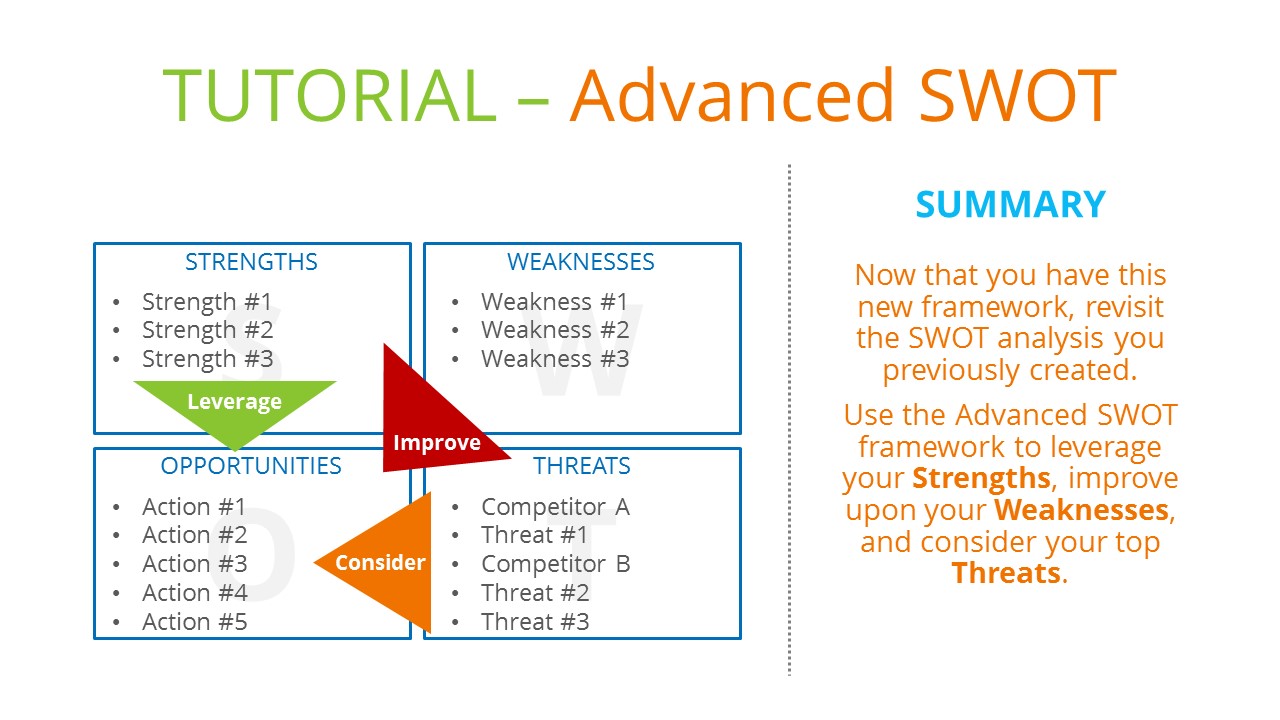 TUTORIAL – Advanced SWOT
STRENGTHS
• Strength #1
• Strength #2
• Strength #3
S
Leverage
WEAKNESSES
• Weakness #1
• Weakness #2
• Weakness #3
W
Improve
OPPORTUNITIES
• Action #1
• Action #2
• Action #3
• Action #4
• Action #5
O
Consider
THREATS
• Competitor A
• Threat #1
• Competitor B
• Threat #2
• Threat #3
T
SUMMARY
Now that you have this
new framework, revisit
the SWOT analysis you
previously created.
Use the Advanced SWOT
framework to leverage
your Strengths, improve
upon your Weaknesses,
and consider your top
Threats.